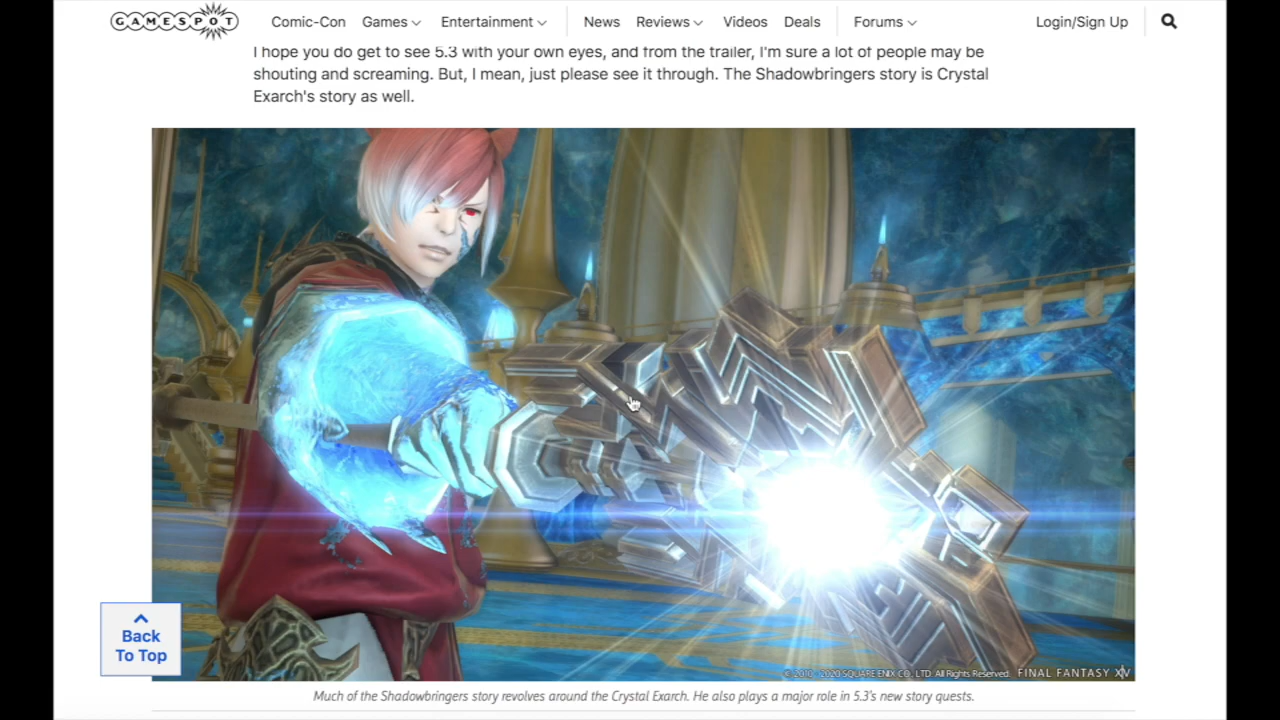 GAMESPOT
Comic-Con Games Entertainment News Reviews Videos Deals Forums Login/Sign Up
I hope you do get to see 5.3 with your own eyes, and from the trailer, I'm sure a lot of people may be
shouting and screaming. But, I mean, just please see it through. The Shadowbringers story is Crystal
Exarch's story as well.
Back
To Top
© 2010 - 2020 SQUARE ENIX CO., LTD. All Rights Reserved. FINAL FANTASY XIV
Much of the Shadowbringers story revolves around the Crystal Exarch. He also plays a major role in 5.3's new story quests.